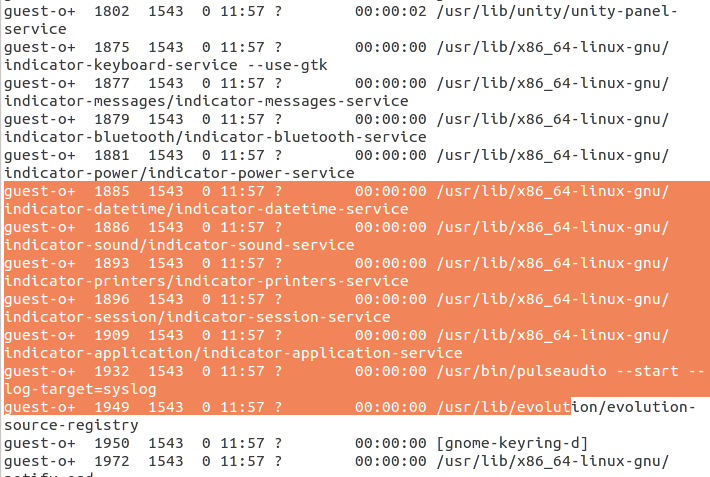 guest-o+  1802  1543  0 11:57 ?        00:00:02 /usr/lib/unity/unity-panel-
service
guest-o+  1875  1543  0 11:57 ?        00:00:00 /usr/lib/x86_64-linux-gnu/
indicator-keyboard-service --use-gtk
guest-o+  1877  1543  0 11:57 ?        00:00:00 /usr/lib/x86_64-linux-gnu/
indicator-messages/indicator-messages-service
guest-o+  1879  1543  0 11:57 ?        00:00:00 /usr/lib/x86_64-linux-gnu/
indicator-bluetooth/indicator-bluetooth-service
guest-o+  1881  1543  0 11:57 ?        00:00:00 /usr/lib/x86_64-linux-gnu/
indicator-power/indicator-power-service
guest-o+  1885  1543  0 11:57 ?        00:00:00 /usr/lib/x86_64-linux-gnu/
indicator-datetime/indicator-datetime-service
guest-o+  1886  1543  0 11:57 ?        00:00:00 /usr/lib/x86_64-linux-gnu/
indicator-sound/indicator-sound-service
guest-o+  1893  1543  0 11:57 ?        00:00:00 /usr/lib/x86_64-linux-gnu/
indicator-printers/indicator-printers-service
guest-o+  1896  1543  0 11:57 ?        00:00:00 /usr/lib/x86_64-linux-gnu/
indicator-session/indicator-session-service
guest-o+  1909  1543  0 11:57 ?        00:00:00 /usr/lib/x86_64-linux-gnu/
indicator-application/indicator-application-service
guest-o+  1932  1543  0 11:57 ?        00:00:00 /usr/bin/pulseaudio --start --
log-target=syslog
guest-o+  1949  1543  0 11:57 ?        00:00:00 /usr/lib/evolution/evolution-
source-registry
guest-o+  1950  1543  0 11:57 ?        00:00:00 [gnome-keyring-d]
guest-o+  1972  1543  0 11:57 ?        00:00:00 /usr/lib/x86_64-linux-gnu/